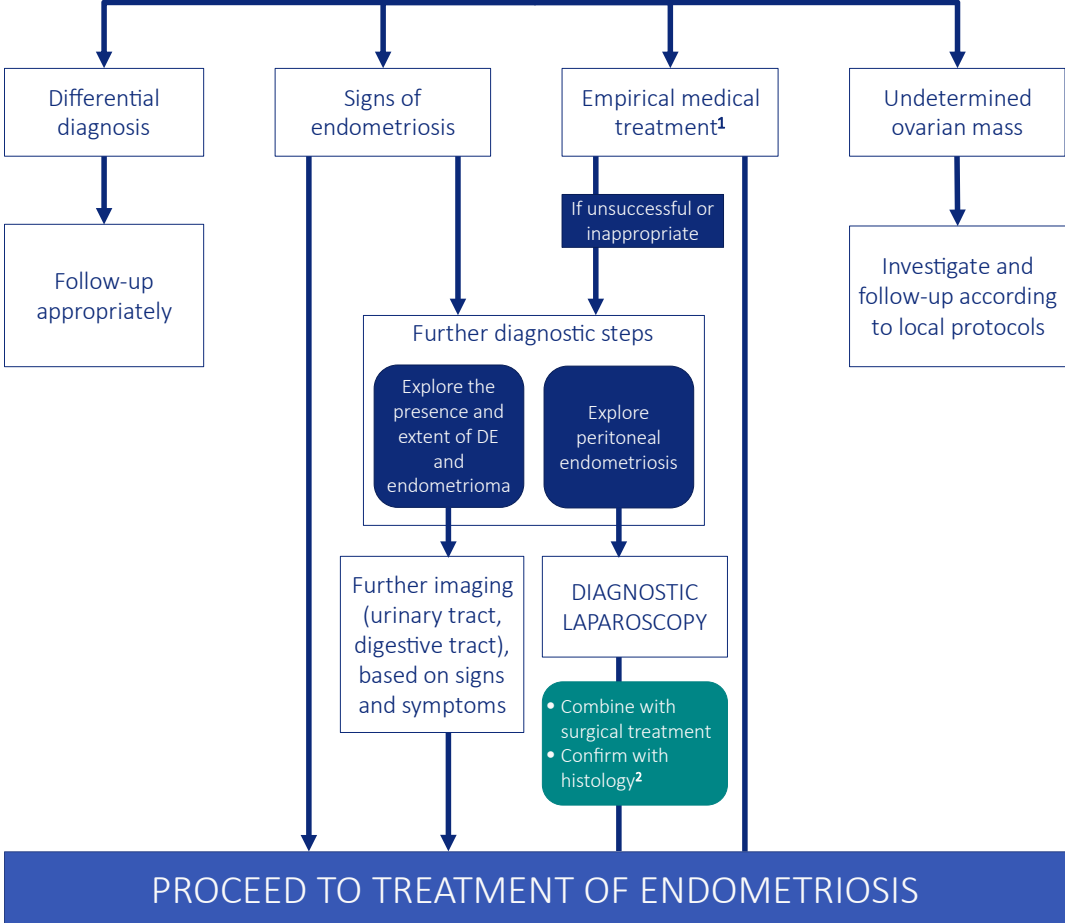 Differential
diagnosis
Signs of
endometriosis
Empirical medical
treatment¹
Undetermined
ovarian mass
If unsuccessful or
inappropriate
Follow-up
appropriately
Investigate and
follow-up according
to local protocols
Further diagnostic steps
Explore the
presence and
extent of DE
and
endometrioma
Explore
peritoneal
endometriosis
Further imaging
(urinary tract,
digestive tract),
based on signs
and symptoms
DIAGNOSTIC
LAPAROSCOPY
• Combine with
surgical treatment
• Confirm with
histology²
PROCEED TO TREATMENT OF ENDOMETRIOSIS